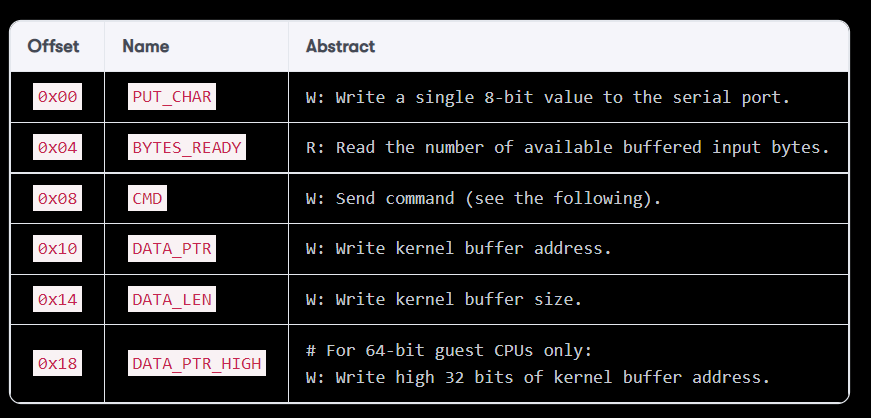 Offset Name Abstract
0x00 PUT_CHAR W: Write a single 8-bit value to the serial port.
0x04 BYTES_READY R: Read the number of available buffered input bytes.
0x08 CMD W: Send command (see the following).
0x10 DATA_PTR W: Write kernel buffer address.
0x14 DATA_LEN W: Write kernel buffer size.
# For 64-bit guest CPUs only:
0x18 DATA_PTR_HIGH
W: Write high 32 bits of kernel buffer address.